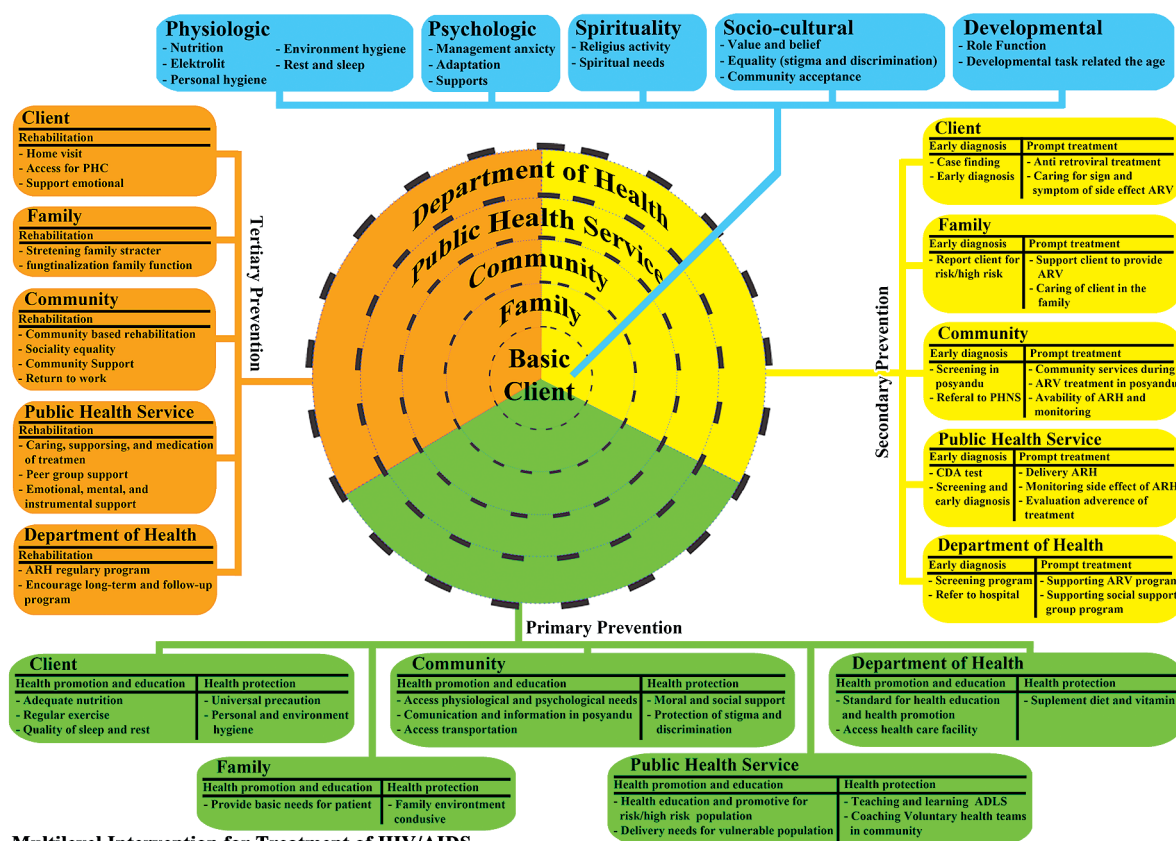 Physiologic
- Nutrition
- Elektrolit
- Personal hygiene
- Environment hygiene
- Rest and sleep
Psychologic
- Management anxicty
- Adaptation
- Supports
Spirituality
- Religius activity
- Spiritual needs
Socio-cultural
- Value and belief
- Equality (stigma and discrimination)
- Community acceptance
Developmental
- Role Function
- Developmental task related the age
Client
Rehabilitation
- Home visit
- Access for PHC
- Support emotional
Family
Rehabilitation
- Stretening family stracter
- fungtinalization family function
Community
Rehabilitation
- Community based rehabilitation
- Sociality equality
- Community Support
- Return to work
Public Health Service
Rehabilitation
- Caring, supporsing, and medication
of treatmen
- Peer group support
- Emotional, mental, and
instrumental support
Department of Health
Rehabilitation
- ARH regulary program
- Encourage long-term and follow-up
program
Tertiary Prevention
Department of Health
Public Health Service
Community
Family
Basic
Client
Secondary Prevention
Client
Early diagnosis
- Case finding
- Early diagnosis
Prompt treatment
- Anti retroviral treatment
- Caring for sign and
symptom of side effect ARV
Family
Early diagnosis
- Report client for
risk/high risk
Prompt treatment
- Support client to provide
ARV
- Caring of client in the
family
Community
Early diagnosis
- Screening in
posyandu
- Referal to PHNS
Prompt treatment
- Community services during
- ARV treatment in posyandu
- Avability of ARH and
monitoring
Public Health Service
Early diagnosis
- CDA test
- Screening and
early diagnosis
Prompt treatment
- Delivery ARH
- Monitoring side effect of ARH
- Evaluation adverence of
treatment
Department of Health
Early diagnosis
- Screening program
- Refer to hospital
Prompt treatment
- Supporting ARV program
- Supporting social support
group program
Primary Prevention
Client
Health promotion and education
- Adequate nutrition
- Regular exercise
- Quality of sleep and rest
Health protection
- Universal precaution
- Personal and environment
hygiene
Community
Health promotion and education
- Access physiological and psychological needs
- Comunication and information in posyandu
- Access transportation
Health protection
- Moral and social support
- Protection of stigma and
discrimination
Department of Health
Health promotion and education
- Standard for health education
and health promotion
- Access health care facility
Health protection
- Suplement diet and vitamin
Family
Health promotion and education
- Provide basic needs for patient
Health protection
- Family environtment
condusive
Public Health Service
Health promotion and education
- Health education and promotive for
risk/high risk population
- Delivery needs for vulnerable population
Health protection
- Teaching and learning ADLS
- Coaching Voluntary health teams
in community
Multilevel Intervention for Treatment of HIV/AIDS